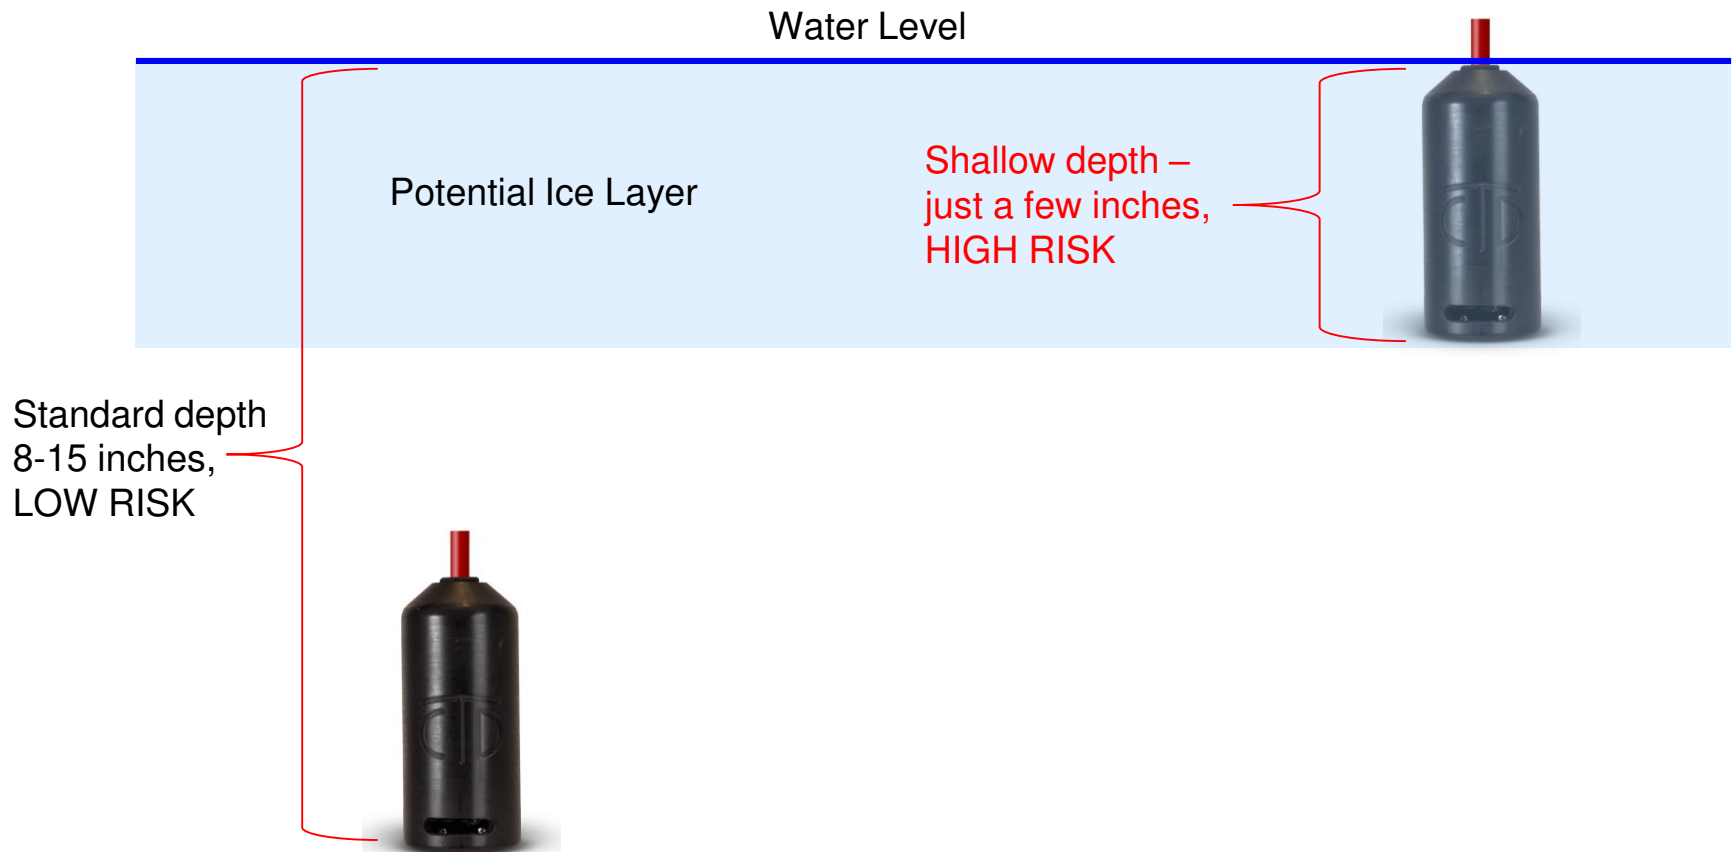 Water Level
Potential Ice Layer
Shallow depth –
just a few inches,
HIGH RISK
Standard depth
8-15 inches,
LOW RISK